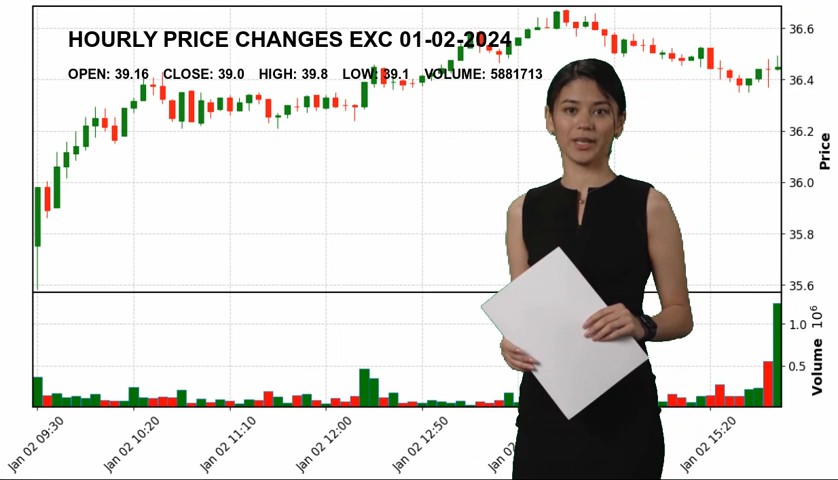 HOURLY PRICE CHANGES EXC 01-02-2024
OPEN: 39.16 CLOSE: 39.0 HIGH: 39.8 LOW: 39.1 VOLUME: 5881713
36.6
36.4
36.2
36.0
35.8
35.6
Price
1.0
0.5
Volume 10^6
Jan 02 09:30
Jan 02 10:20
Jan 02 11:10
Jan 02 12:00
Jan 02 12:50
Jan 02 15:20